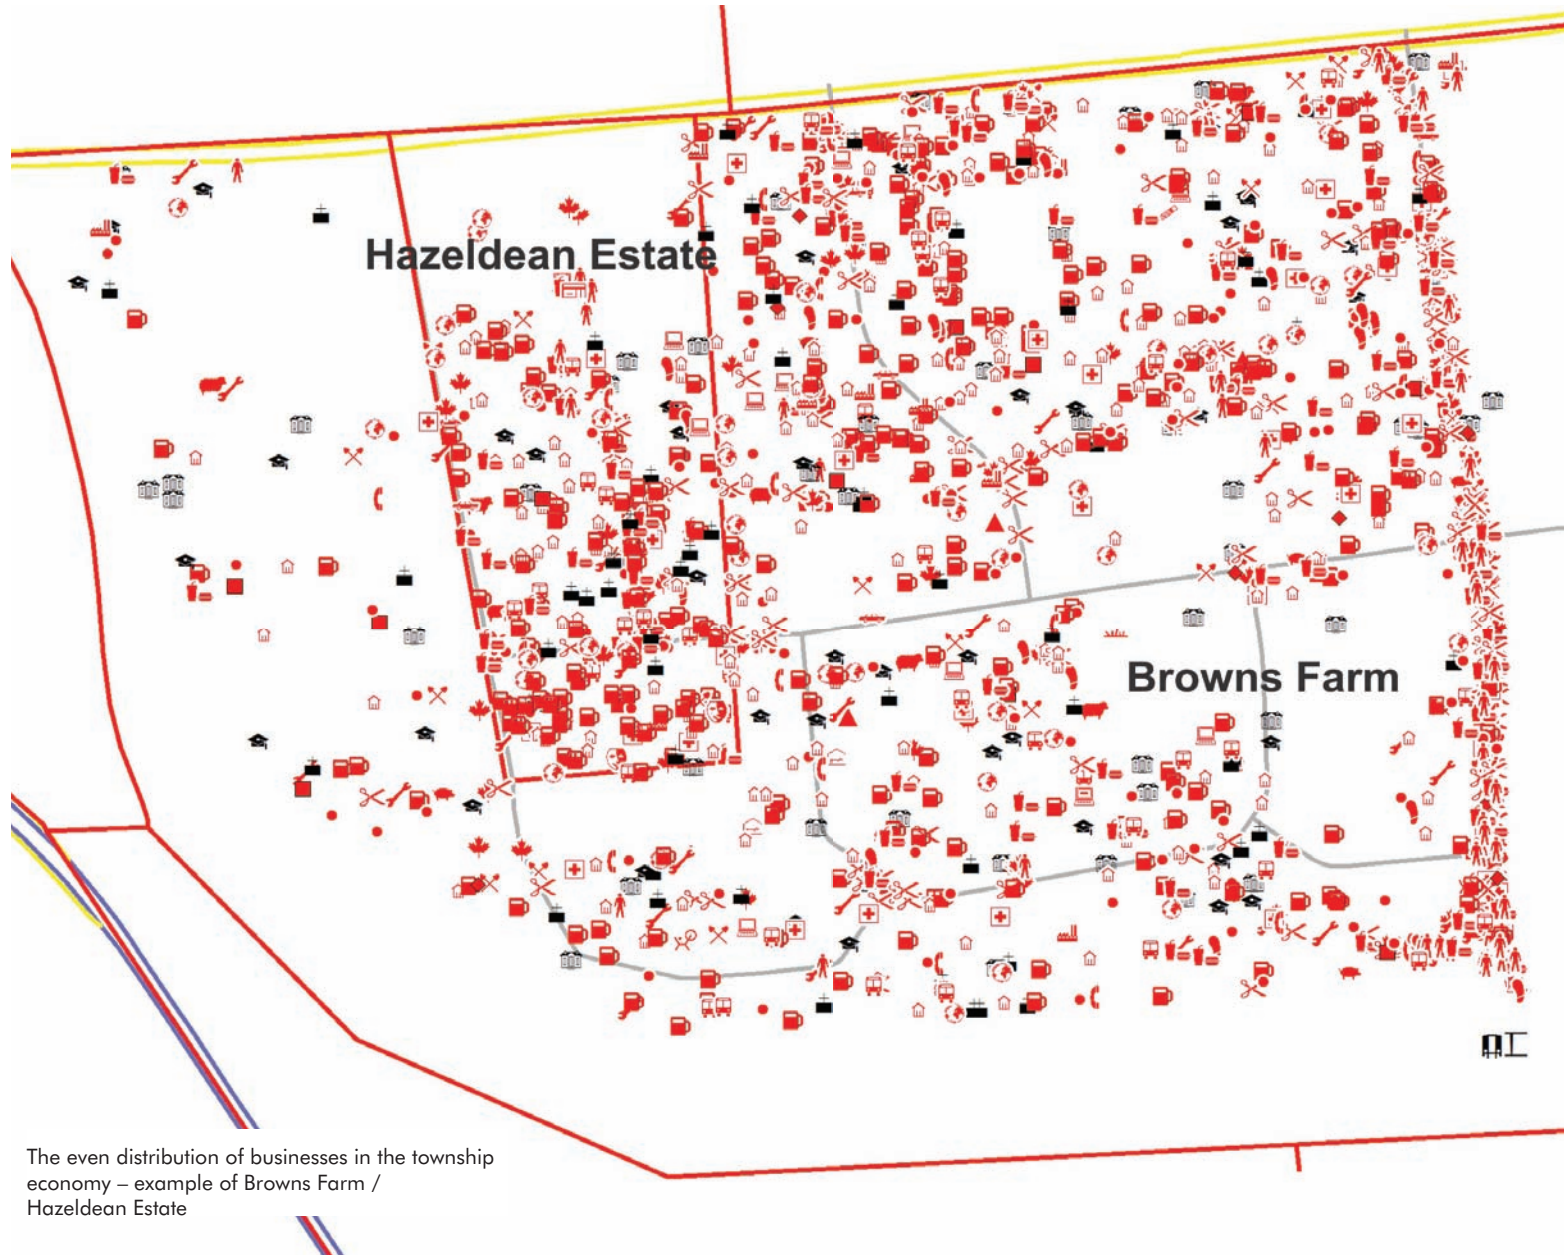 Hazeldean Estate
Browns Farm
The even distribution of businesses in the township
economy – example of Browns Farm /
Hazeldean Estate